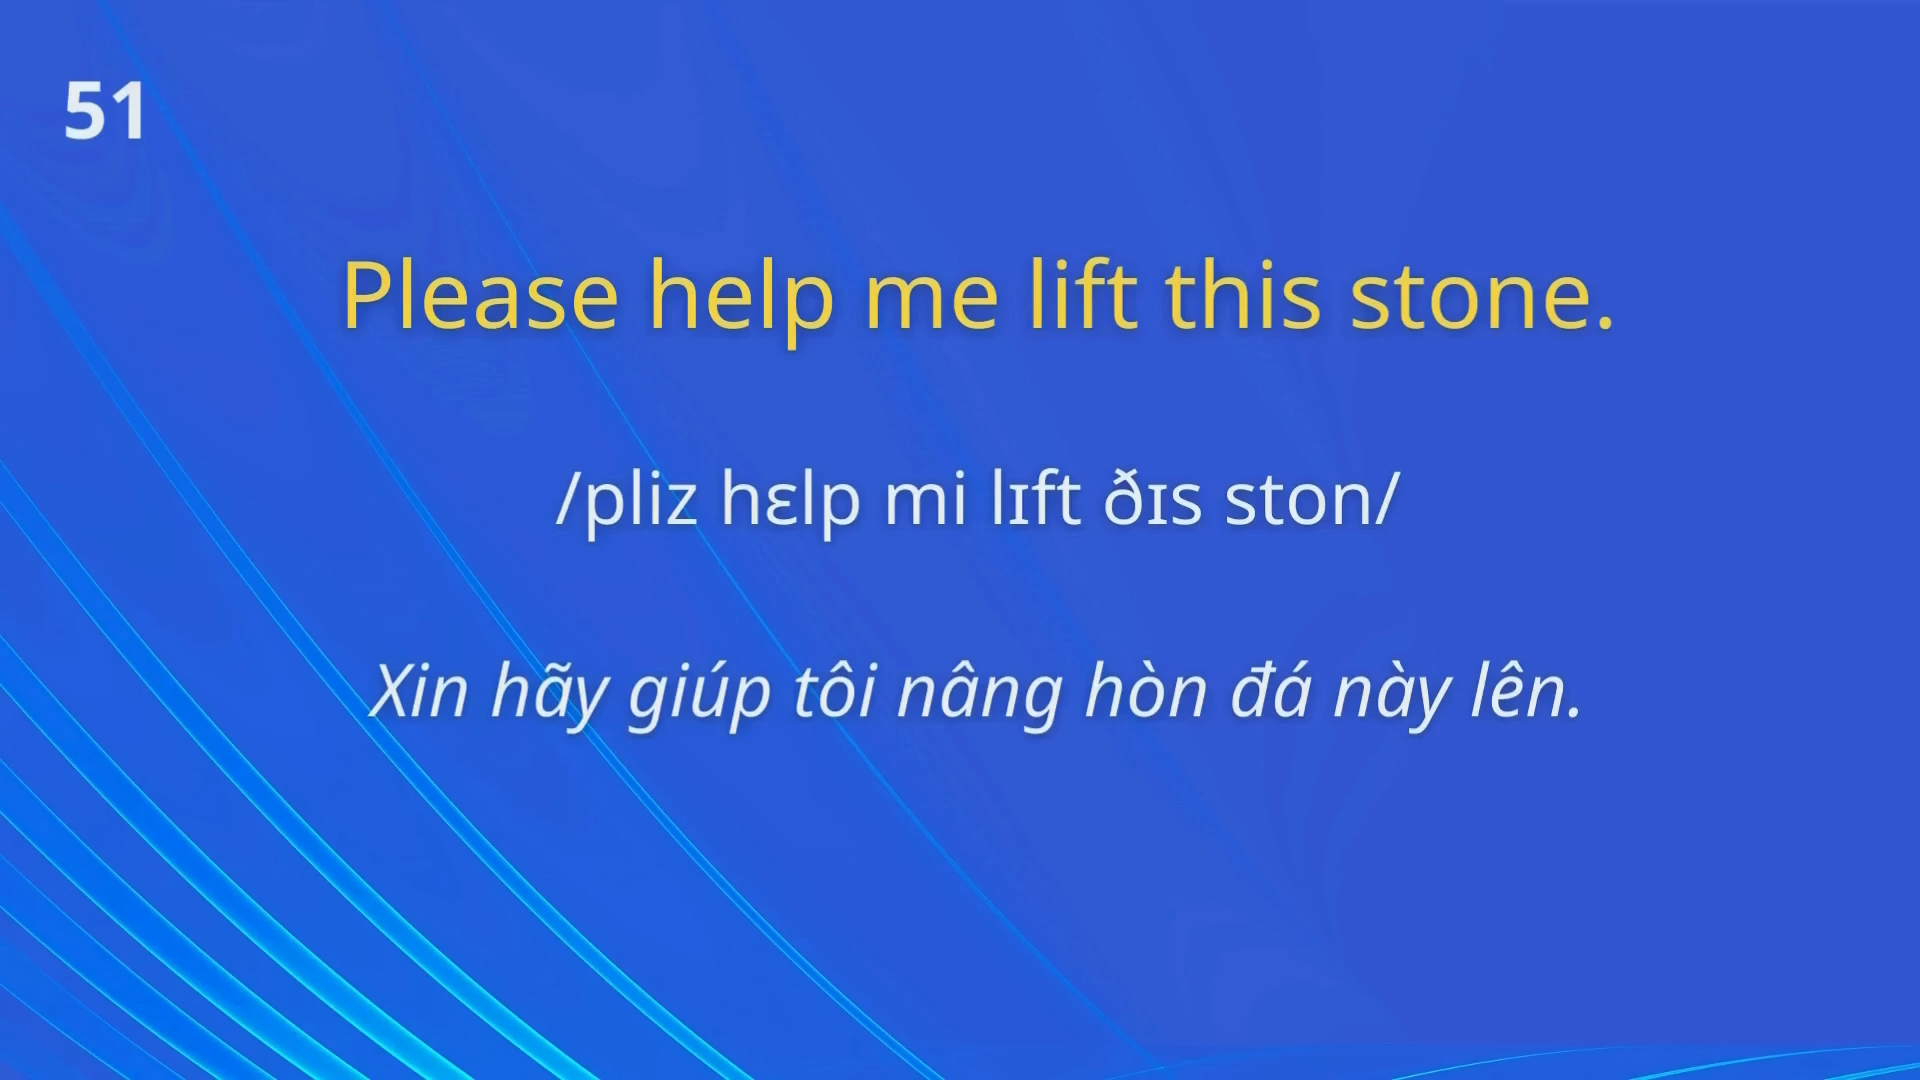 51
Please help me lift this stone.
/pliz hɛlp mi lɪft ðɪs ston/
Xin hãy giúp tôi nâng hòn đá này lên.